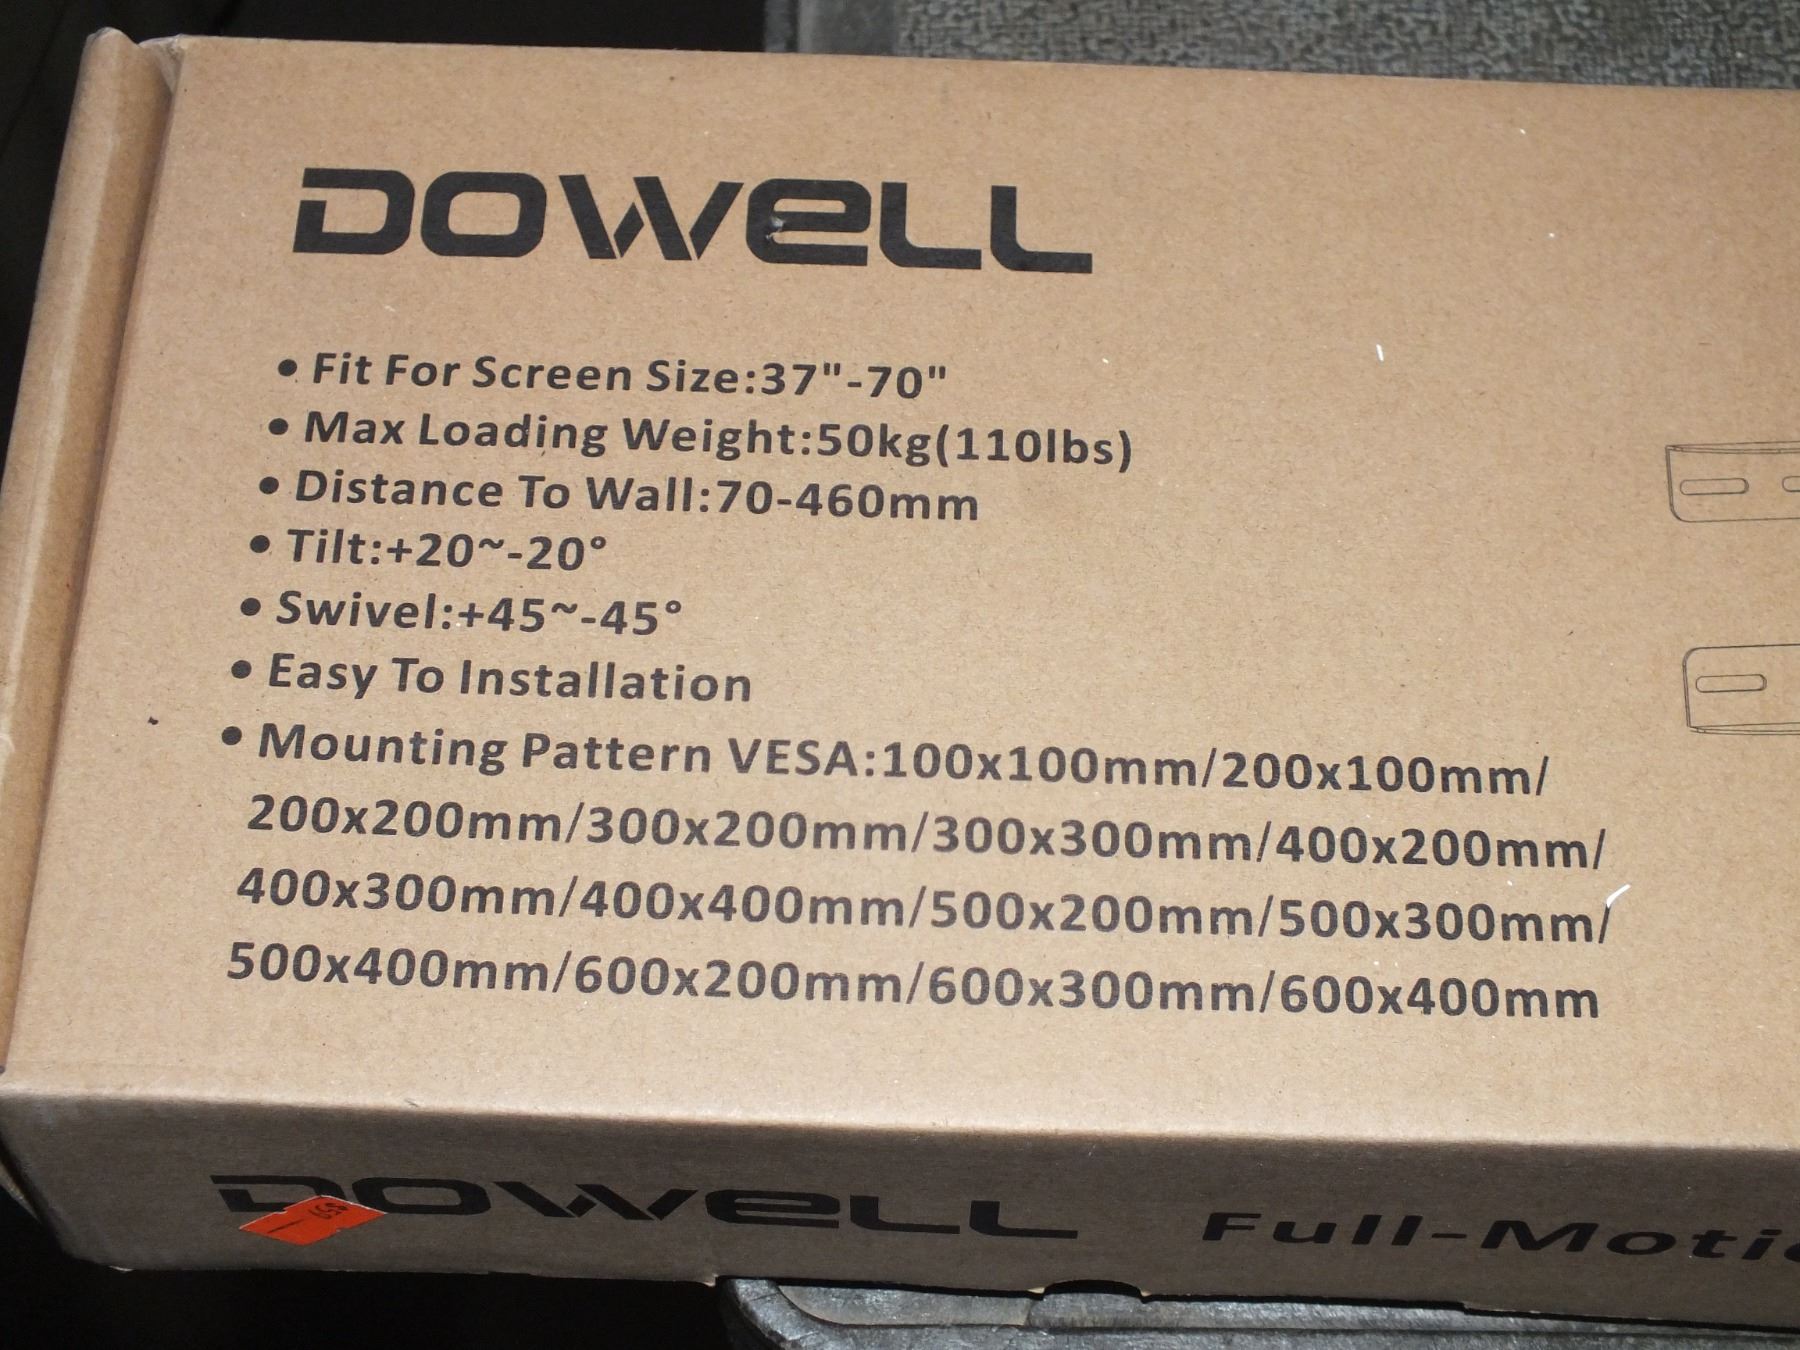 DOWELL
• Fit For Screen Size:37"-70"
• Max Loading Weight:50kg(110lbs)
• Distance To Wall:70-460mm
• Tilt:+20~-20°
• Swivel:+45~-45°
• Easy To Installation
• Mounting Pattern VESA:100x100mm/200x100mm/
200x200mm/300x200mm/300x300mm/400x200mm/
400x300mm/400x400mm/500x200mm/500x300mm/
500x400mm/600x200mm/600x300mm/600x400mm
DOWELL Full-Motio